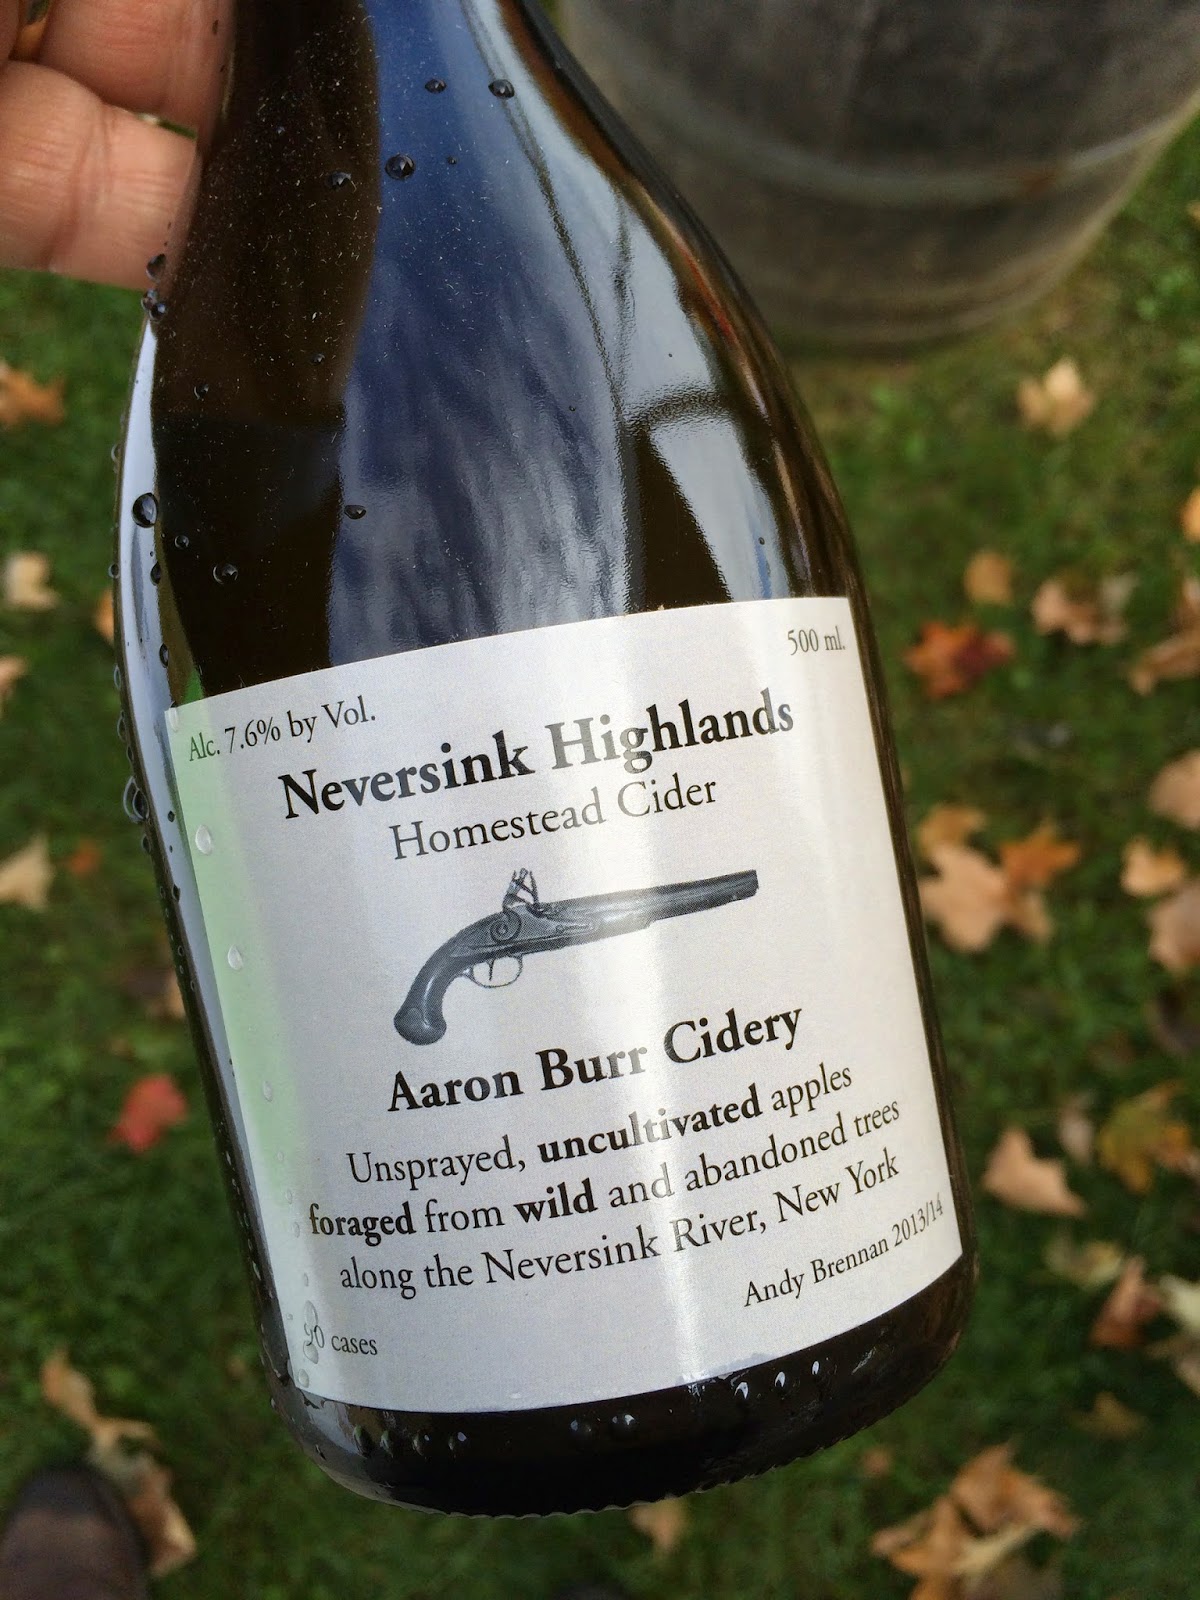 Alc. 7.6% by Vol.
500 ml.
Neversink Highlands
Homestead Cider
Aaron Burr Cidery
Unsprayed, uncultivated apples
foraged from wild and abandoned trees
along the Neversink River, New York
Andy Brennan 2013/14
cases